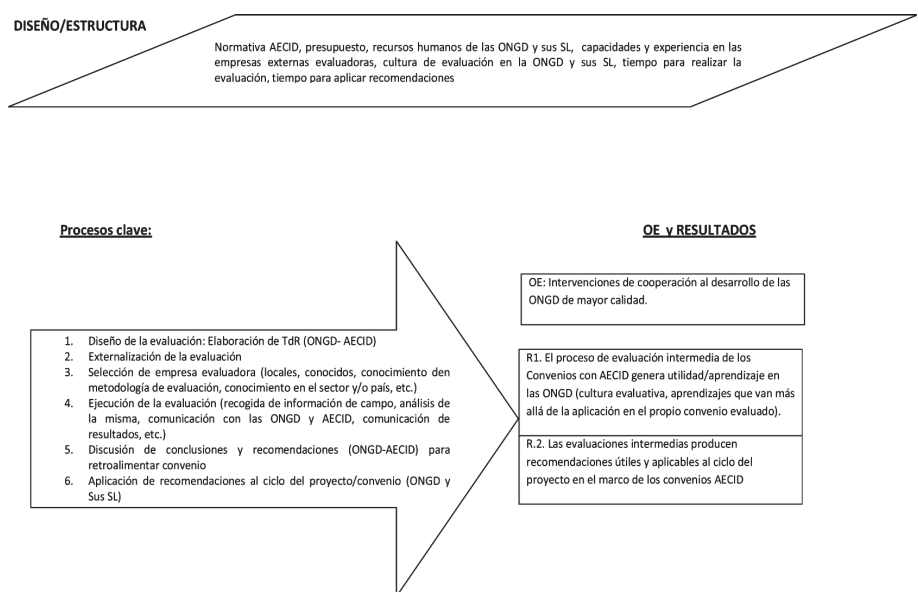 DISEÑO/ESTRUCTURA
Normativa AECID, presupuesto, recursos humanos de las ONGD y sus SL, capacidades y experiencia en las
empresas externas evaluadoras, cultura de evaluación en la ONGD y sus SL, tiempo para realizar la
evaluación, tiempo para aplicar recomendaciones
Procesos clave:
1. Diseño de la evaluación: Elaboración de TdR (ONGD- AECID)
2. Externalización de la evaluación
3. Selección de empresa evaluadora (locales, conocidos, conocimiento den
metodología de evaluación, conocimiento en el sector y/o país, etc.)
4. Ejecución de la evaluación (recogida de información de campo, análisis de
la misma, comunicación con las ONGD y AECID, comunicación de
resultados, etc.)
5. Discusión de conclusiones y recomendaciones (ONGD-AECID) para
retroalimentar convenio
6. Aplicación de recomendaciones al ciclo del proyecto/convenio (ONGD y
Sus SL)
OE y RESULTADOS
OE: Intervenciones de cooperación al desarrollo de las
ONGD de mayor calidad.
R1. El proceso de evaluación intermedia de los
Convenios con AECID genera utilidad/aprendizaje en
las ONGD (cultura evaluativa, aprendizajes que van más
allá de la aplicación en el propio convenio evaluado).
R.2. Las evaluaciones intermedias producen
recomendaciones útiles y aplicables al ciclo del
proyecto en el marco de los convenios AECID